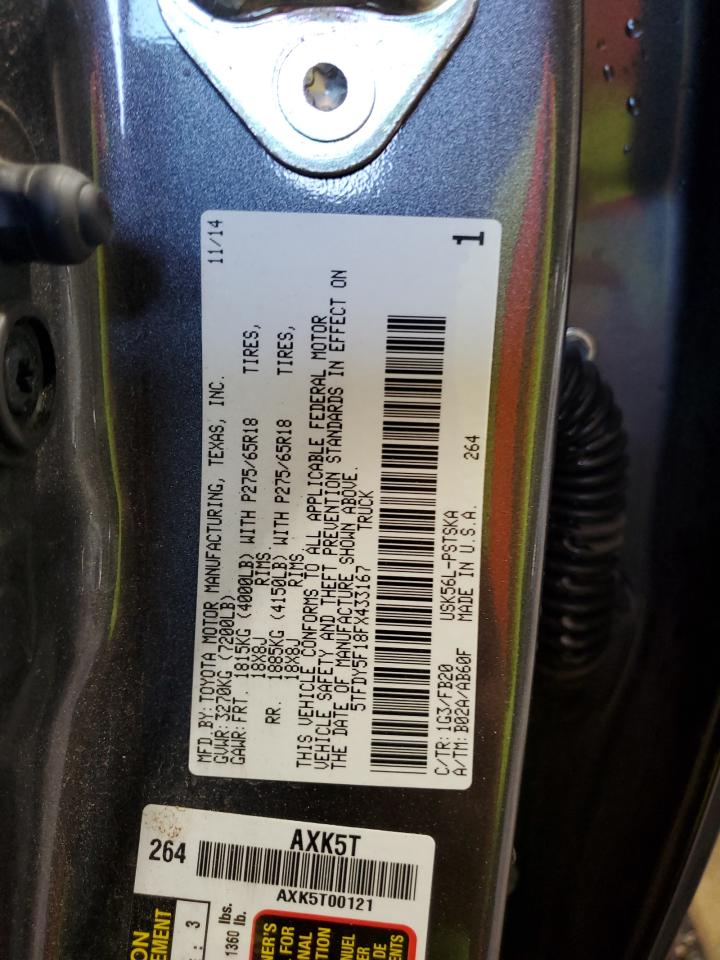 MFD. BY: TOYOTA MOTOR MANUFACTURING, TEXAS, INC. 11/14
GVWR: 3270KG (7200LB)
GAWR: FRT. 1815KG (4000LB) WITH P275/65R18 TIRES,
18X8J RIMS.
RR. 1885KG (4150LB) WITH P275/65R18 TIRES,
18X8J RIMS.
THIS VEHICLE CONFORMS TO ALL APPLICABLE FEDERAL MOTOR
VEHICLE SAFETY AND THEFT PREVENTION STANDARDS IN EFFECT ON
THE DATE OF MANUFACTURE SHOWN ABOVE.
5TFDY5F18FX433167 TRUCK
C/TR: 1G3/FB20 USK56L-PSTSKA 264
A/TM: B02A/AB60F MADE IN U.S.A.
1
264 AXK5T
AXK5T00121
: 3
lbs.
1360 lb.